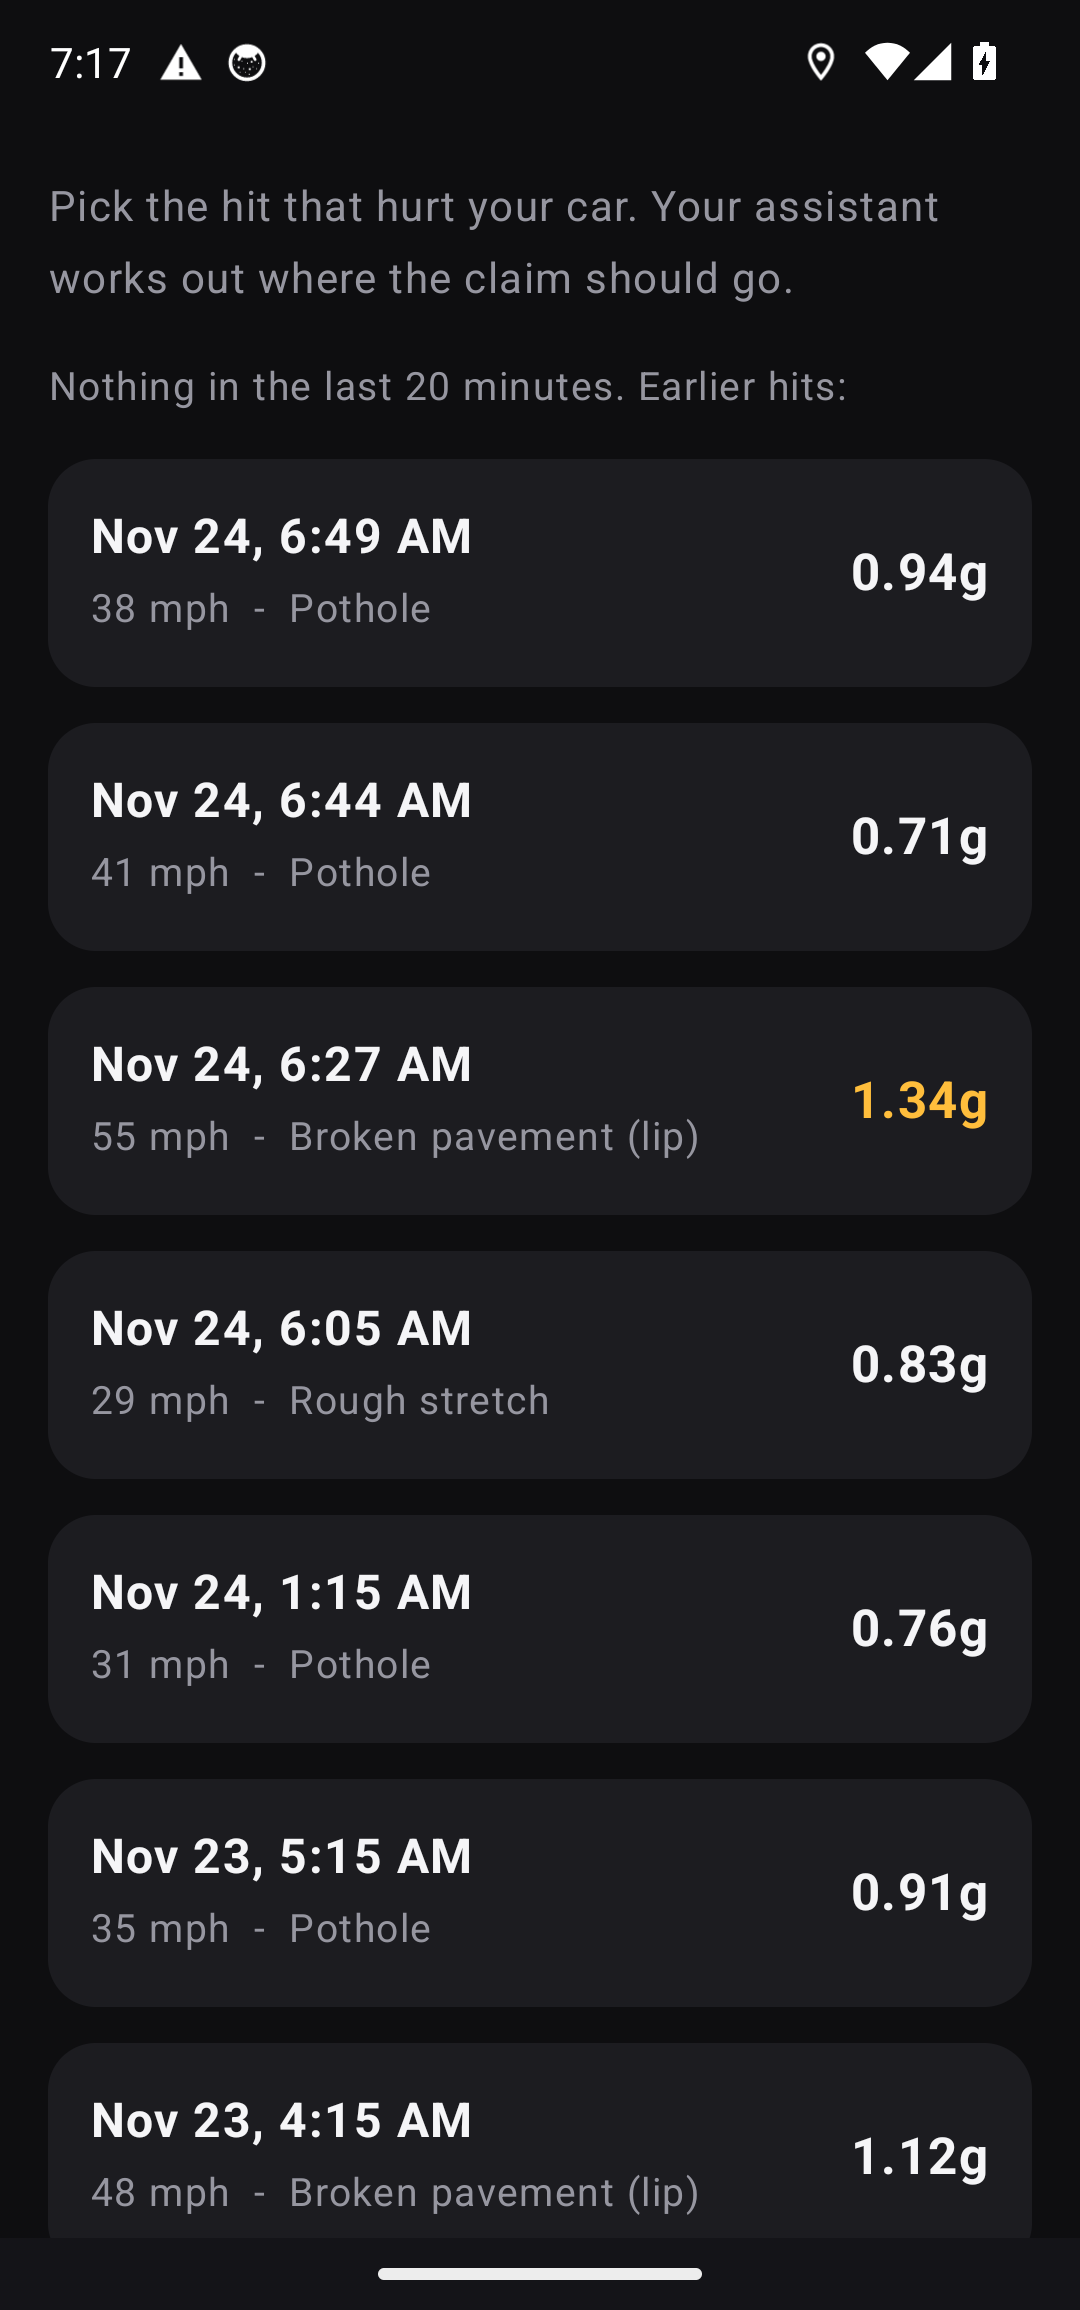 7:17
Pick the hit that hurt your car. Your assistant
works out where the claim should go.
Nothing in the last 20 minutes. Earlier hits:
Nov 24, 6:49 AM
38 mph - Pothole
0.94g
Nov 24, 6:44 AM
41 mph - Pothole
0.71g
Nov 24, 6:27 AM
55 mph - Broken pavement (lip)
1.34g
Nov 24, 6:05 AM
29 mph - Rough stretch
0.83g
Nov 24, 1:15 AM
31 mph - Pothole
0.76g
Nov 23, 5:15 AM
35 mph - Pothole
0.91g
Nov 23, 4:15 AM
48 mph - Broken pavement (lip)
1.12g